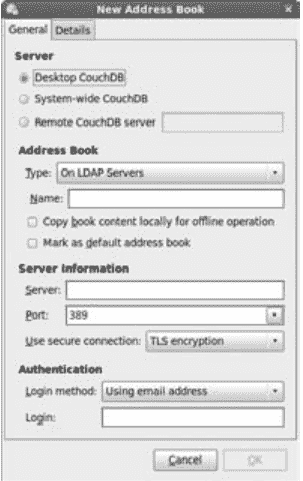 New Address Book
General Details
Server
Desktop CouchDB
System-wide CouchDB
Remote CouchDB server
Address Book
Type: On LDAP Servers
Name:
Copy book content locally for offline operation
Mark as default address book
Server Information
Server:
Port: 389
Use secure connection: TLS encryption
Authentication
Login method: Using email address
Login:
Cancel OK